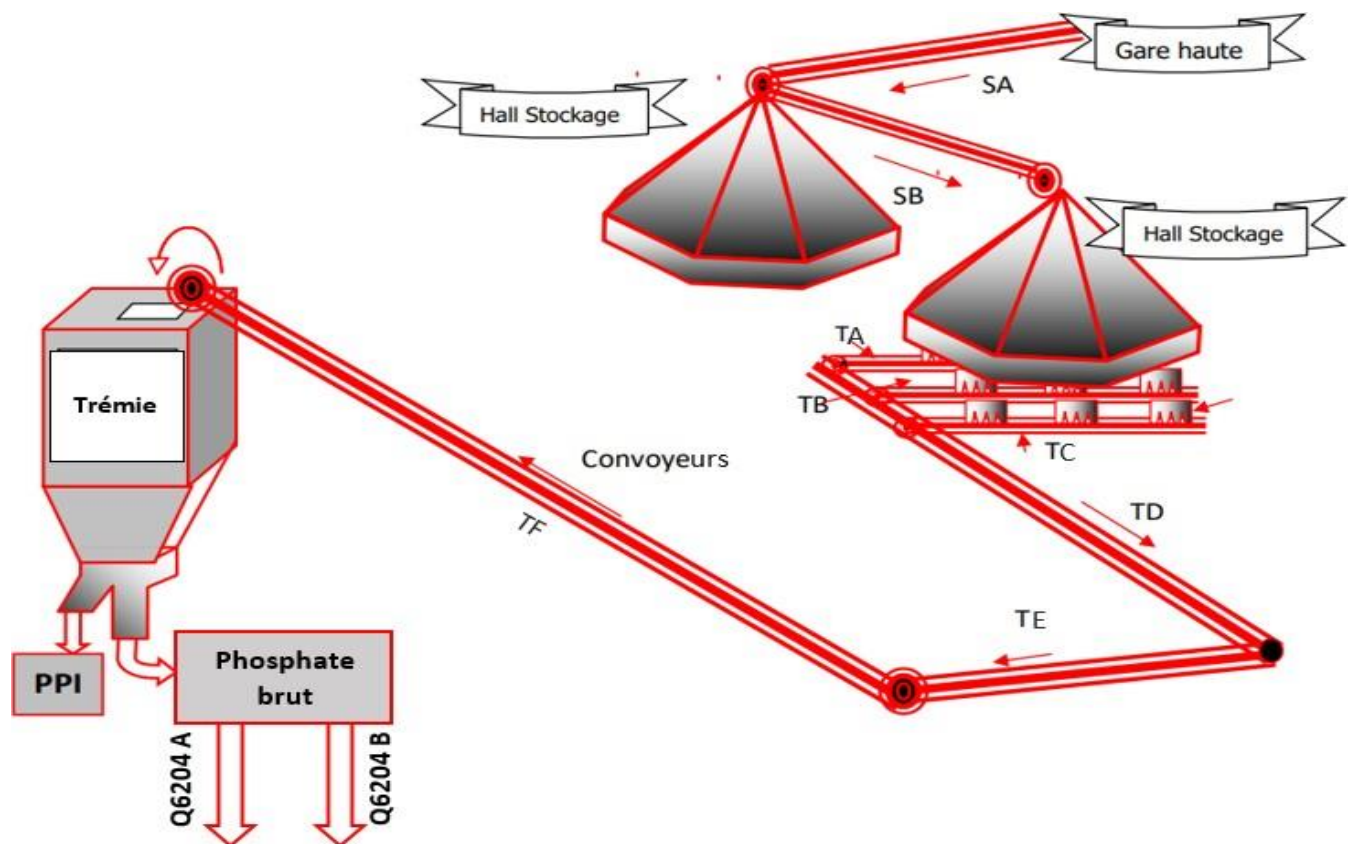 Gare haute
SA
Hall Stockage
SB
Hall Stockage
TA
TB
TC
Trémie
Convoyeurs
TF
TD
TE
PPI
Phosphate
brut
Q6204 A
Q6204 B